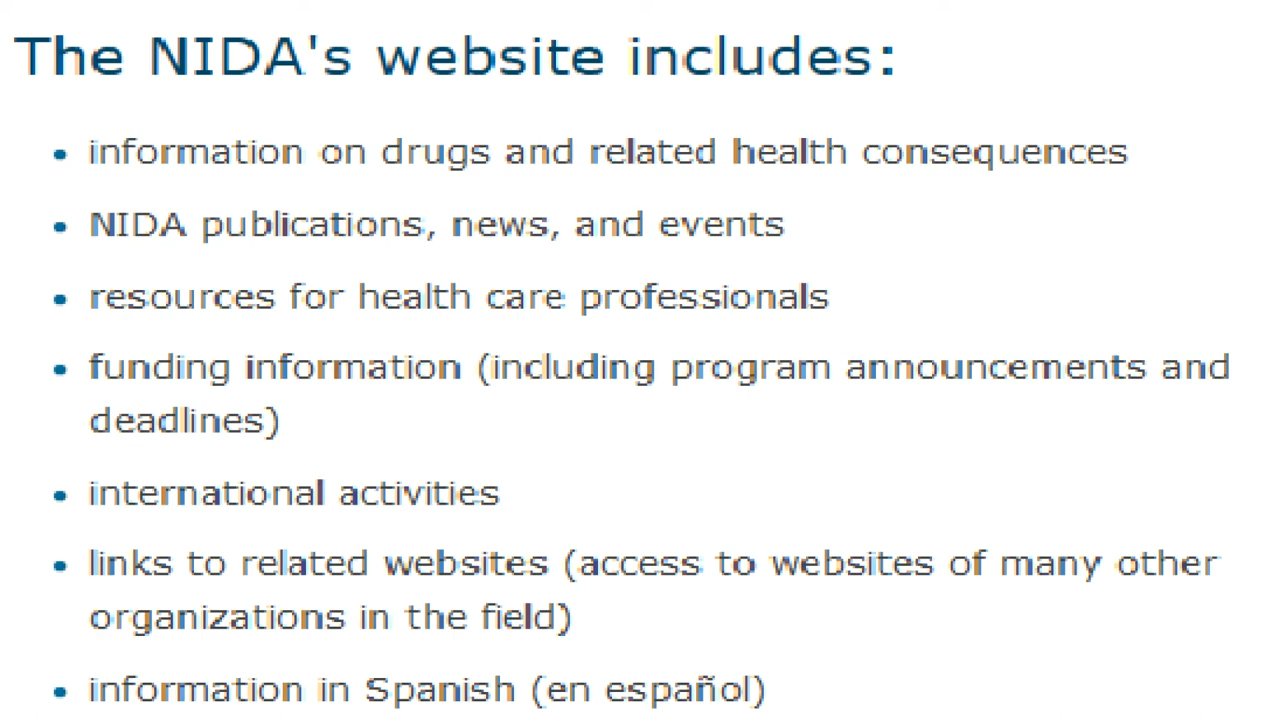 The NIDA's website includes:
• information on drugs and related health consequences
• NIDA publications, news, and events
• resources for health care professionals
• funding information (including program announcements and
deadlines)
• international activities
• links to related websites (access to websites of many other
organizations in the field)
• information in Spanish (en español)